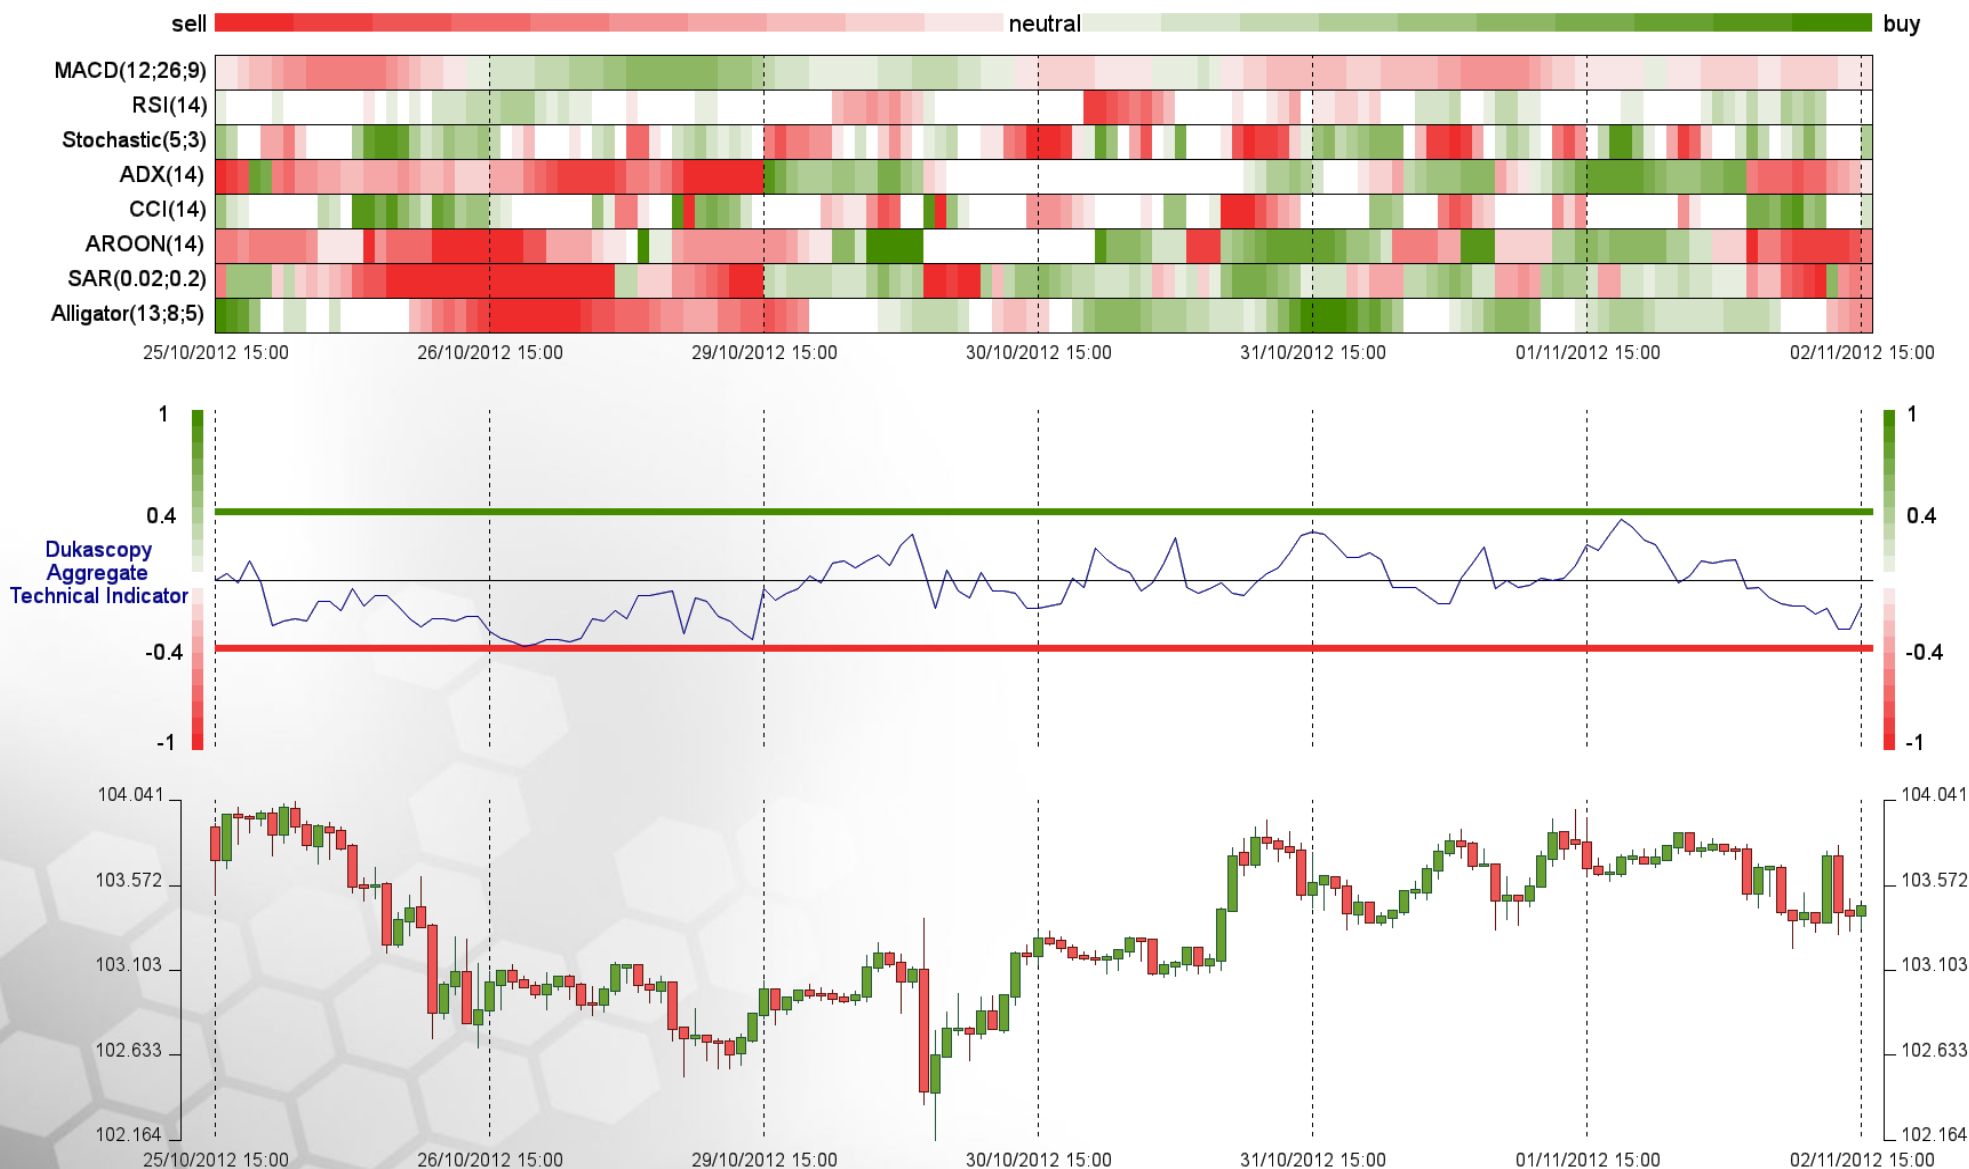 sell neutral buy
MACD(12;26;9)
RSI(14)
Stochastic(5;3)
ADX(14)
CCI(14)
AROON(14)
SAR(0.02;0.2)
Alligator(13;8;5)
25/10/2012 15:00 26/10/2012 15:00 29/10/2012 15:00 30/10/2012 15:00 31/10/2012 15:00 01/11/2012 15:00 02/11/2012 15:00
1 1
0.4 0.4
Dukascopy
Aggregate
Technical Indicator
-0.4 -0.4
-1 -1
104.041 104.041
103.572 103.572
103.103 103.103
102.633 102.633
102.164 102.164
25/10/2012 15:00 26/10/2012 15:00 29/10/2012 15:00 30/10/2012 15:00 31/10/2012 15:00 01/11/2012 15:00 02/11/2012 15:00